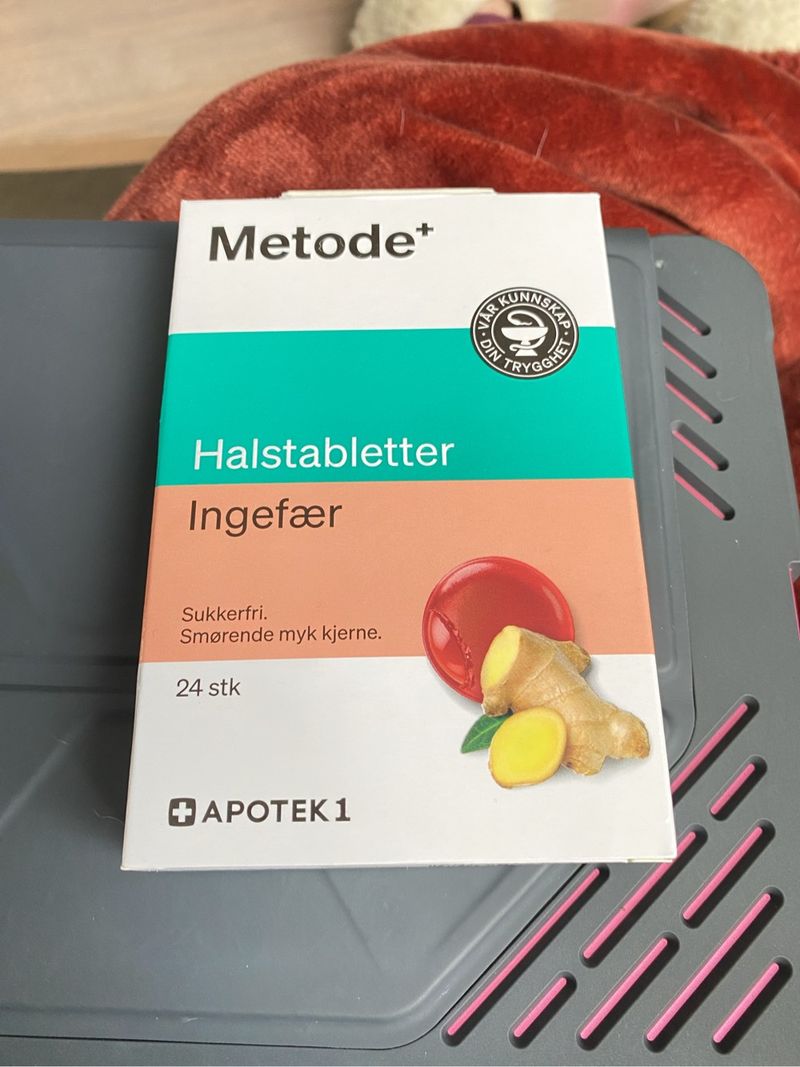 Metode+
VÅR KUNNSKAP
DIN TRYGGHET
Halstabletter
Ingefær
Sukkerfri.
Smørende myk kjerne.
24 stk
APOTEK 1